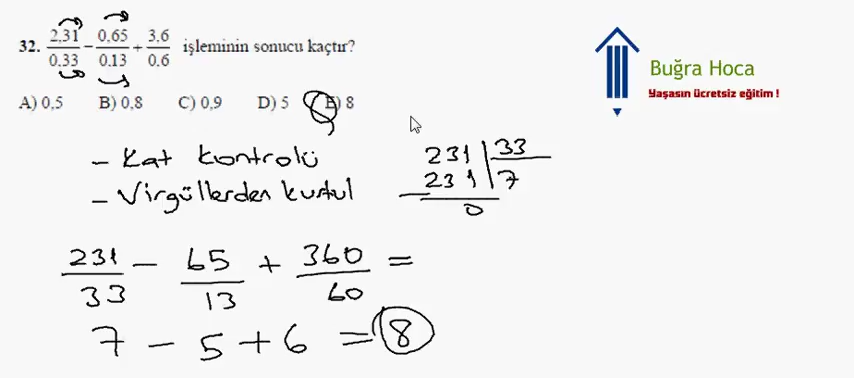 32. 2,31/0.33 − 0,65/0.13 + 3,6/0.6 işleminin sonucu kaçtır?
A) 0,5 B) 0,8 C) 0,9 D) 5 E) 8
Buğra Hoca
Yaşasın ücretsiz eğitim !
- Kat kontrolü
- Virgüllerden kurtul
231 | 33
231 | 7
0
231/33 − 65/13 + 360/60 =
7 − 5 + 6 = 8